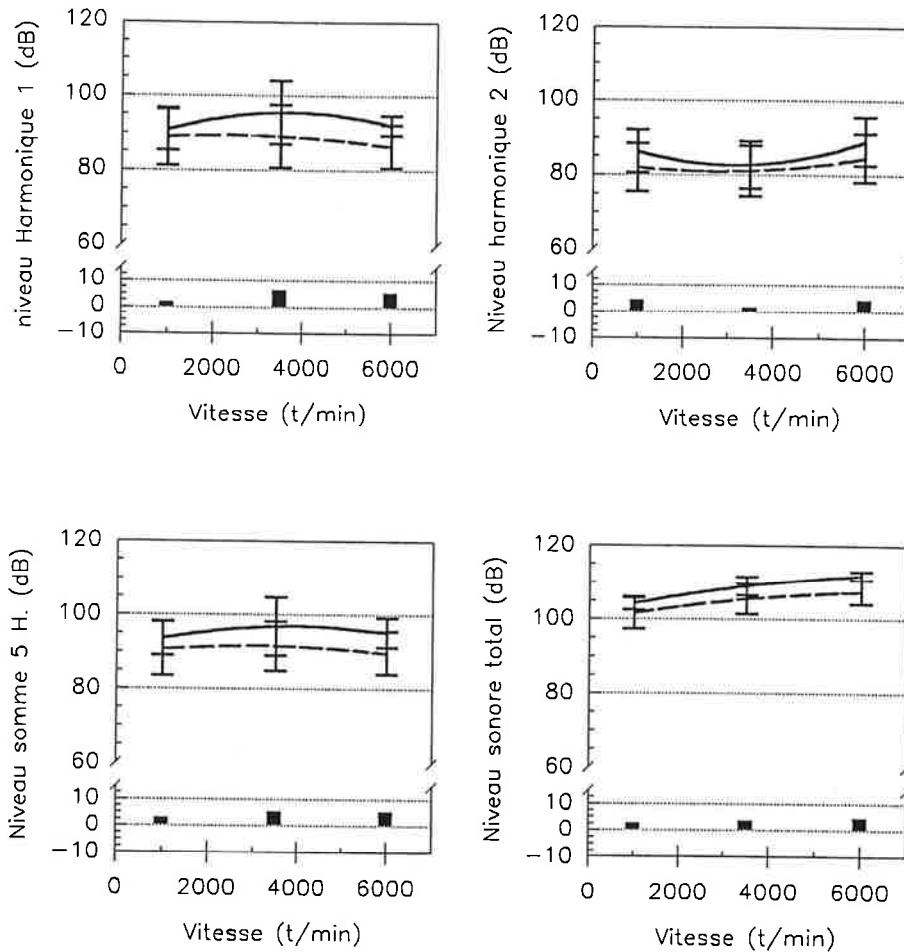 niveau Harmonique 1 (dB)
120
100
80
60
10
0
−10
0 2000 4000 6000
Vitesse (t/min)
Niveau harmonique 2 (dB)
120
100
80
60
10
0
−10
0 2000 4000 6000
Vitesse (t/min)
Niveau somme 5 H. (dB)
120
100
80
60
10
0
−10
0 2000 4000 6000
Vitesse (t/min)
Niveau sonore total (dB)
120
100
80
60
10
0
−10
0 2000 4000 6000
Vitesse (t/min)